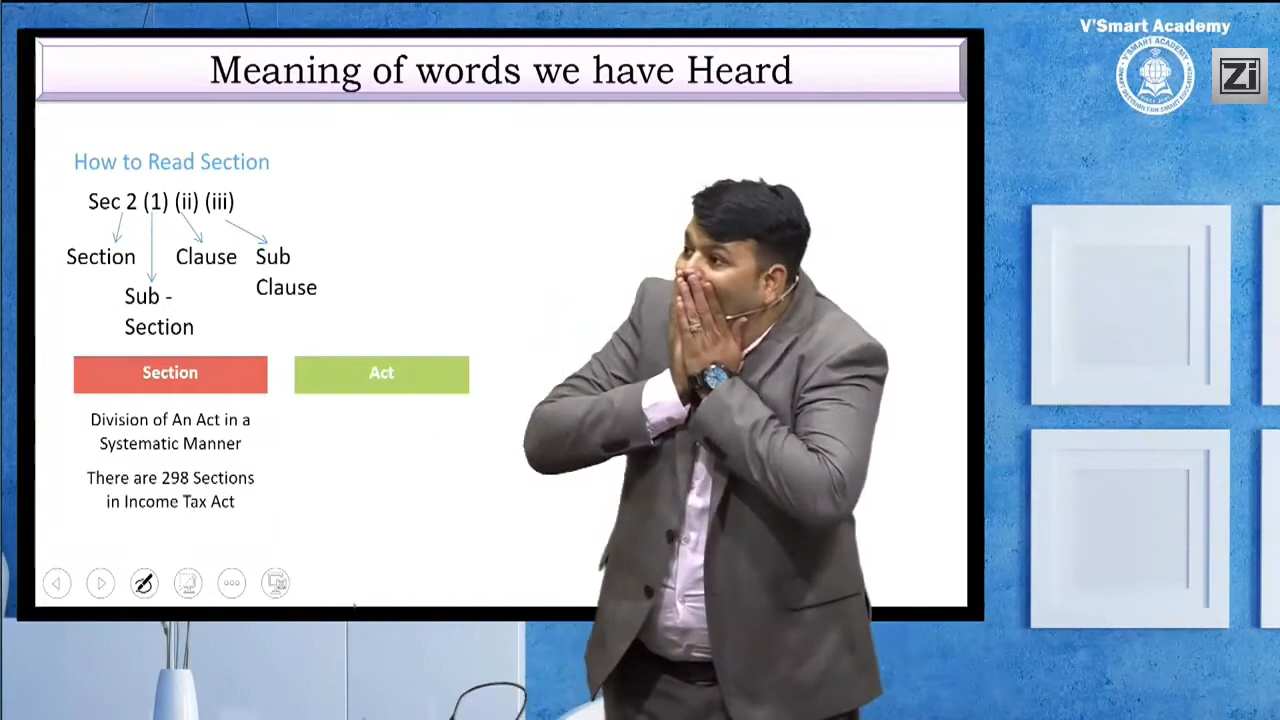 V'Smart Academy
Zi
Meaning of words we have Heard
How to Read Section
Sec 2 (1) (ii) (iii)
Section
Clause
Sub
Clause
Sub -
Section
Section
Act
Division of An Act in a
Systematic Manner
There are 298 Sections
in Income Tax Act